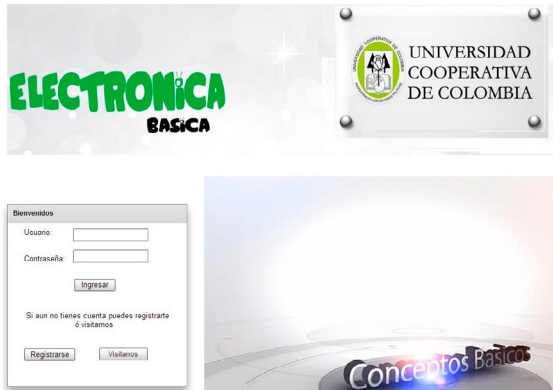 ELECTRONiCA
BASiCA
UNIVERSIDAD
COOPERATIVA
DE COLOMBIA
Bienvenidos
Usuario:
Contraseña:
Ingresar
Si aun no tienes cuenta puedes registrarte
ó visitarnos
Registrarse
Visítanos
Conceptos Basicos